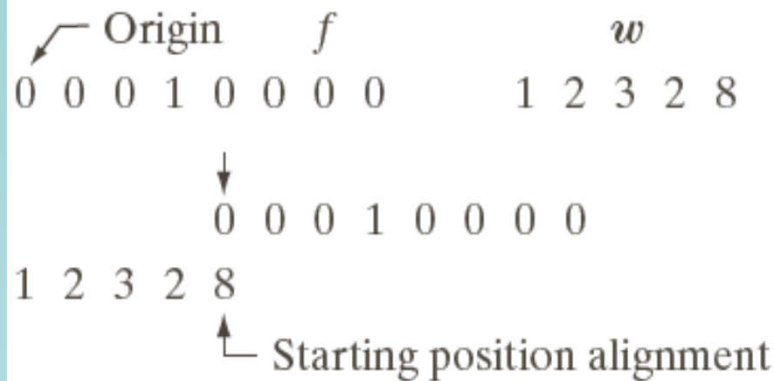 Origin f w
0 0 0 1 0 0 0 0 1 2 3 2 8
0 0 0 1 0 0 0 0
1 2 3 2 8
Starting position alignment